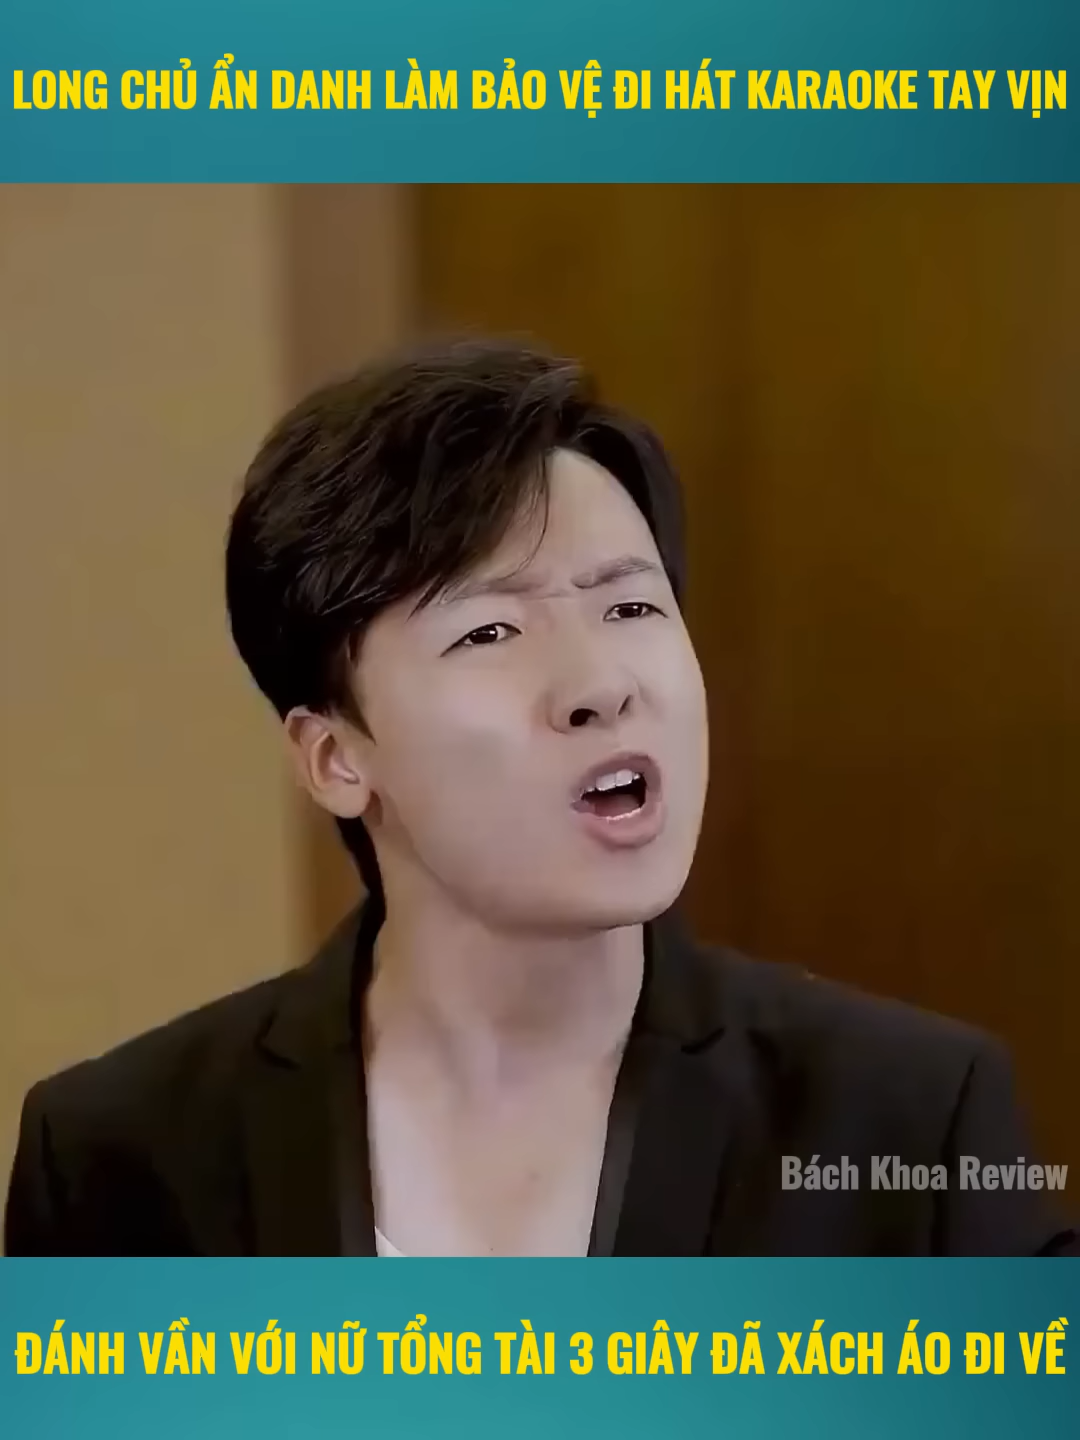 LONG CHỦ ẨN DANH LÀM BẢO VỆ ĐI HÁT KARAOKE TAY VỊN
Bách Khoa Review
ĐÁNH VẦN VỚI NỮ TỔNG TÀI 3 GIÂY ĐÃ XÁCH ÁO ĐI VỀ